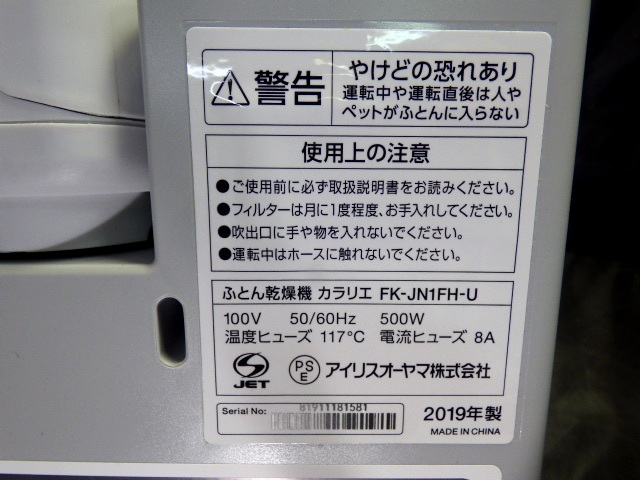 警告
やけどの恐れあり
運転中や運転直後は人や
ペットがふとんに入らない
使用上の注意
●ご使用前に必ず取扱説明書をお読みください。
●フィルターは月に1度程度、お手入れしてください。
●吹出口に手や物を入れないでください。
●運転中はホースに触れないでください。
ふとん乾燥機 カラリエ FK-JN1FH-U
100V 50/60Hz 500W
温度ヒューズ 117℃ 電流ヒューズ 8A
JET PSE アイリスオーヤマ株式会社
Serial No: 81911181581
2019年製
MADE IN CHINA